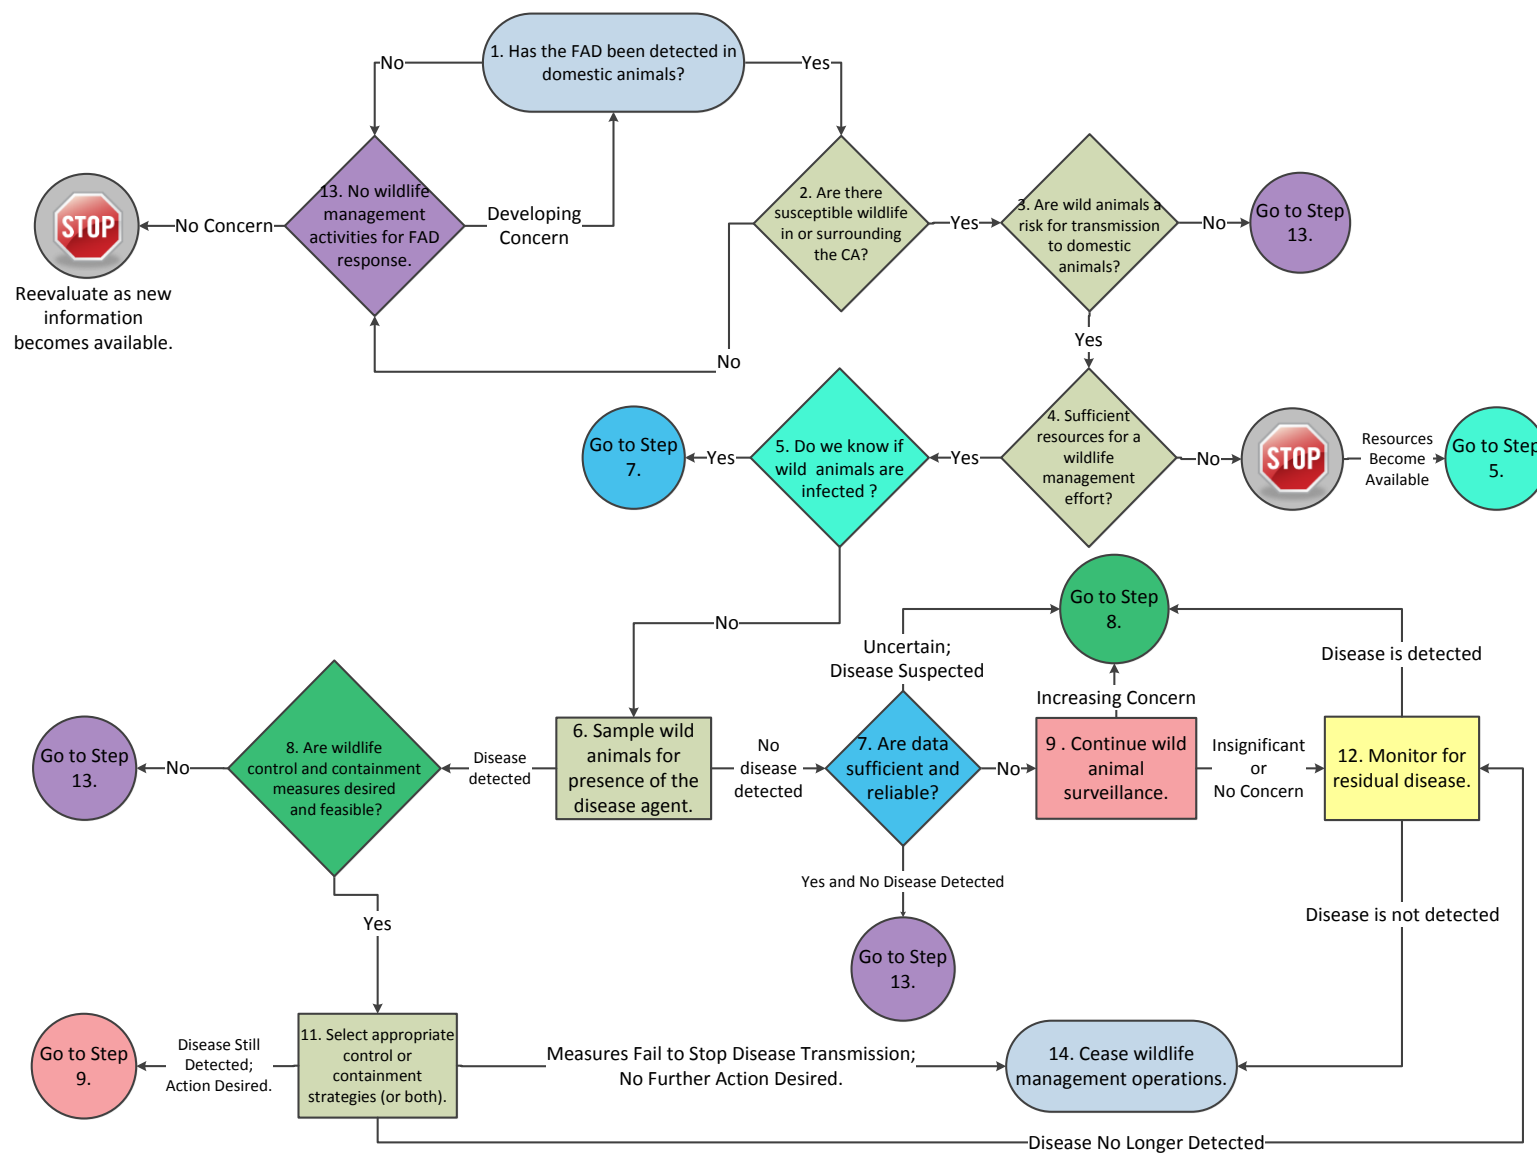 1. Has the FAD been detected in
domestic animals?
No
Yes
13. No wildlife
management
activities for FAD
response.
No Concern
Developing
Concern
STOP
Reevaluate as new
information
becomes available.
2. Are there
susceptible wildlife
in or surrounding
the CA?
No
Yes
3. Are wild animals a
risk for transmission
to domestic
animals?
No
Go to Step
13.
Yes
4. Sufficient
resources for a
wildlife
management
effort?
No
STOP
Resources
Become
Available
Go to Step
5.
Yes
5. Do we know if
wild animals are
infected ?
Yes
Go to Step
7.
No
6. Sample wild
animals for
presence of the
disease agent.
Disease
detected
No
disease
detected
7. Are data
sufficient and
reliable?
Uncertain;
Disease Suspected
Go to Step
8.
No
Yes and No Disease Detected
Go to Step
13.
9 . Continue wild
animal
surveillance.
Increasing Concern
Insignificant
or
No Concern
12. Monitor for
residual disease.
Disease is detected
Disease is not detected
8. Are wildlife
control and containment
measures desired
and feasible?
No
Go to Step
13.
Yes
11. Select appropriate
control or
containment
strategies (or both).
Disease Still
Detected;
Action Desired.
Go to Step
9.
Measures Fail to Stop Disease Transmission;
No Further Action Desired.
14. Cease wildlife
management operations.
Disease No Longer Detected